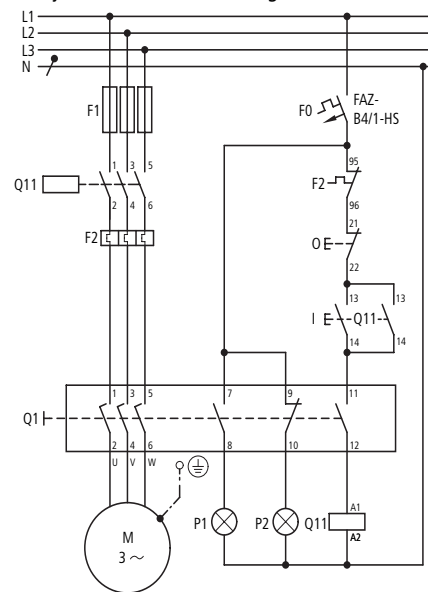 L1
L2
L3
N
F1
F0
FAZ-
B4/1-HS
1 3 5
Q11
2 4 6
F2
95
F2
96
21
O E
22
13 13
I E Q11
14 14
1 3 5 7 9 11
Q1
2 4 6 8 10 12
U V W
M
3 ~
P1
P2
Q11
A1
A2